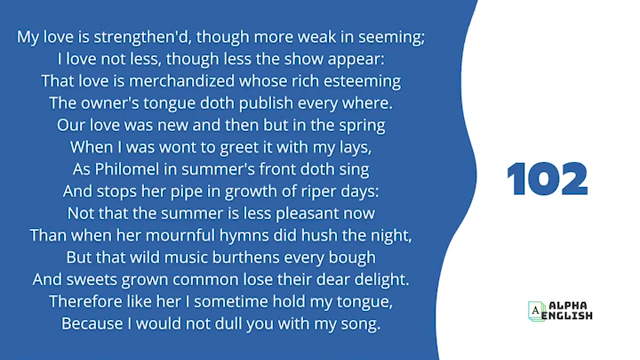 My love is strengthen'd, though more weak in seeming;
I love not less, though less the show appear:
That love is merchandized whose rich esteeming
The owner's tongue doth publish every where.
Our love was new and then but in the spring
When I was wont to greet it with my lays,
As Philomel in summer's front doth sing
And stops her pipe in growth of riper days:
Not that the summer is less pleasant now
Than when her mournful hymns did hush the night,
But that wild music burthens every bough
And sweets grown common lose their dear delight.
Therefore like her I sometime hold my tongue,
Because I would not dull you with my song.
102
A
ALPHA
ENGLISH